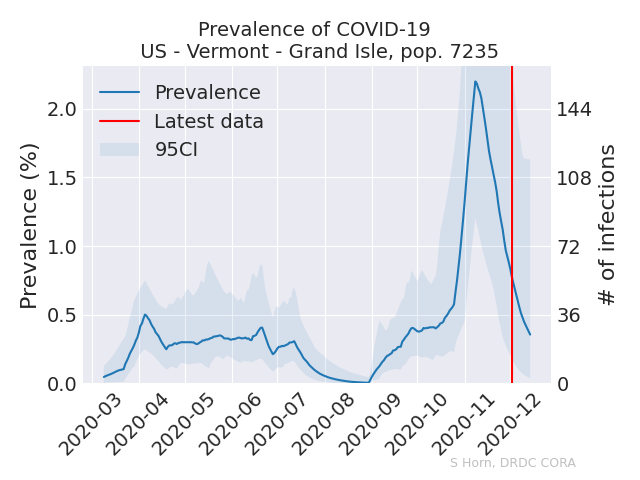 Prevalence of COVID-19
US - Vermont - Grand Isle, pop. 7235
Prevalence
Latest data
95CI
Prevalence (%)
2.0
1.5
1.0
0.5
0.0
144
108
72
36
0
# of infections
2020-03
2020-04
2020-05
2020-06
2020-07
2020-08
2020-09
2020-10
2020-11
2020-12
S Horn, DRDC CORA